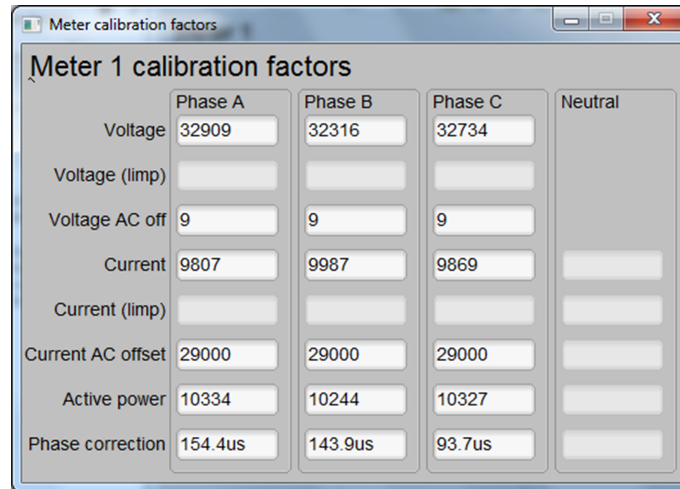 Meter calibration factors
Meter 1 calibration factors
Phase A Phase B Phase C Neutral
Voltage 32909 32316 32734
Voltage (limp)
Voltage AC off 9 9 9
Current 9807 9987 9869
Current (limp)
Current AC offset 29000 29000 29000
Active power 10334 10244 10327
Phase correction 154.4us 143.9us 93.7us